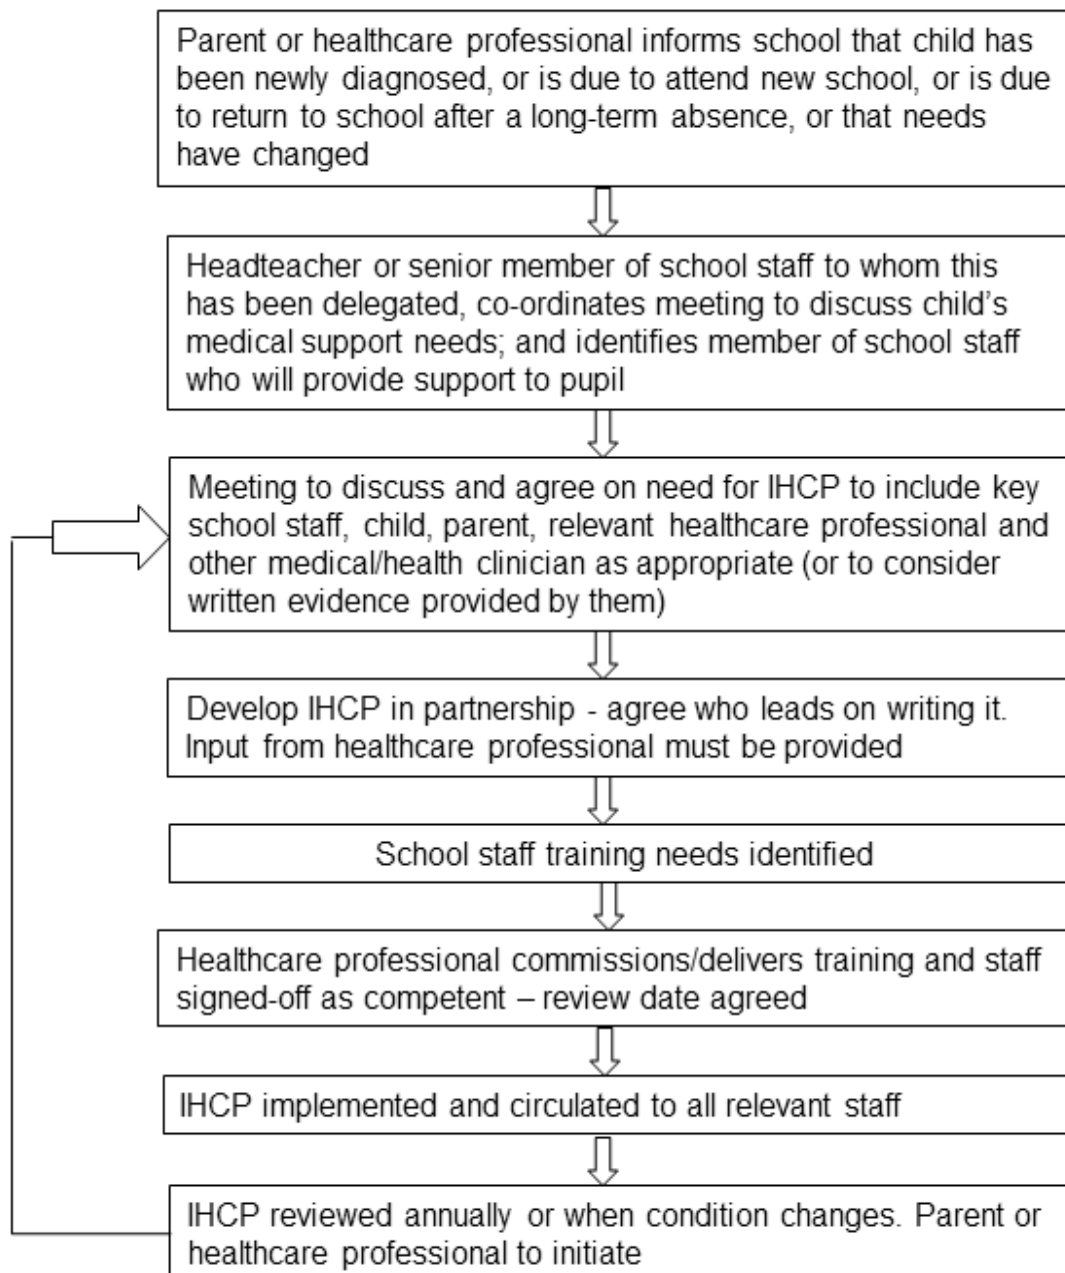 Parent or healthcare professional informs school that child has
been newly diagnosed, or is due to attend new school, or is due
to return to school after a long-term absence, or that needs
have changed
Headteacher or senior member of school staff to whom this
has been delegated, co-ordinates meeting to discuss child's
medical support needs; and identifies member of school staff
who will provide support to pupil
Meeting to discuss and agree on need for IHCP to include key
school staff, child, parent, relevant healthcare professional and
other medical/health clinician as appropriate (or to consider
written evidence provided by them)
Develop IHCP in partnership - agree who leads on writing it.
Input from healthcare professional must be provided
School staff training needs identified
Healthcare professional commissions/delivers training and staff
signed-off as competent – review date agreed
IHCP implemented and circulated to all relevant staff
IHCP reviewed annually or when condition changes. Parent or
healthcare professional to initiate